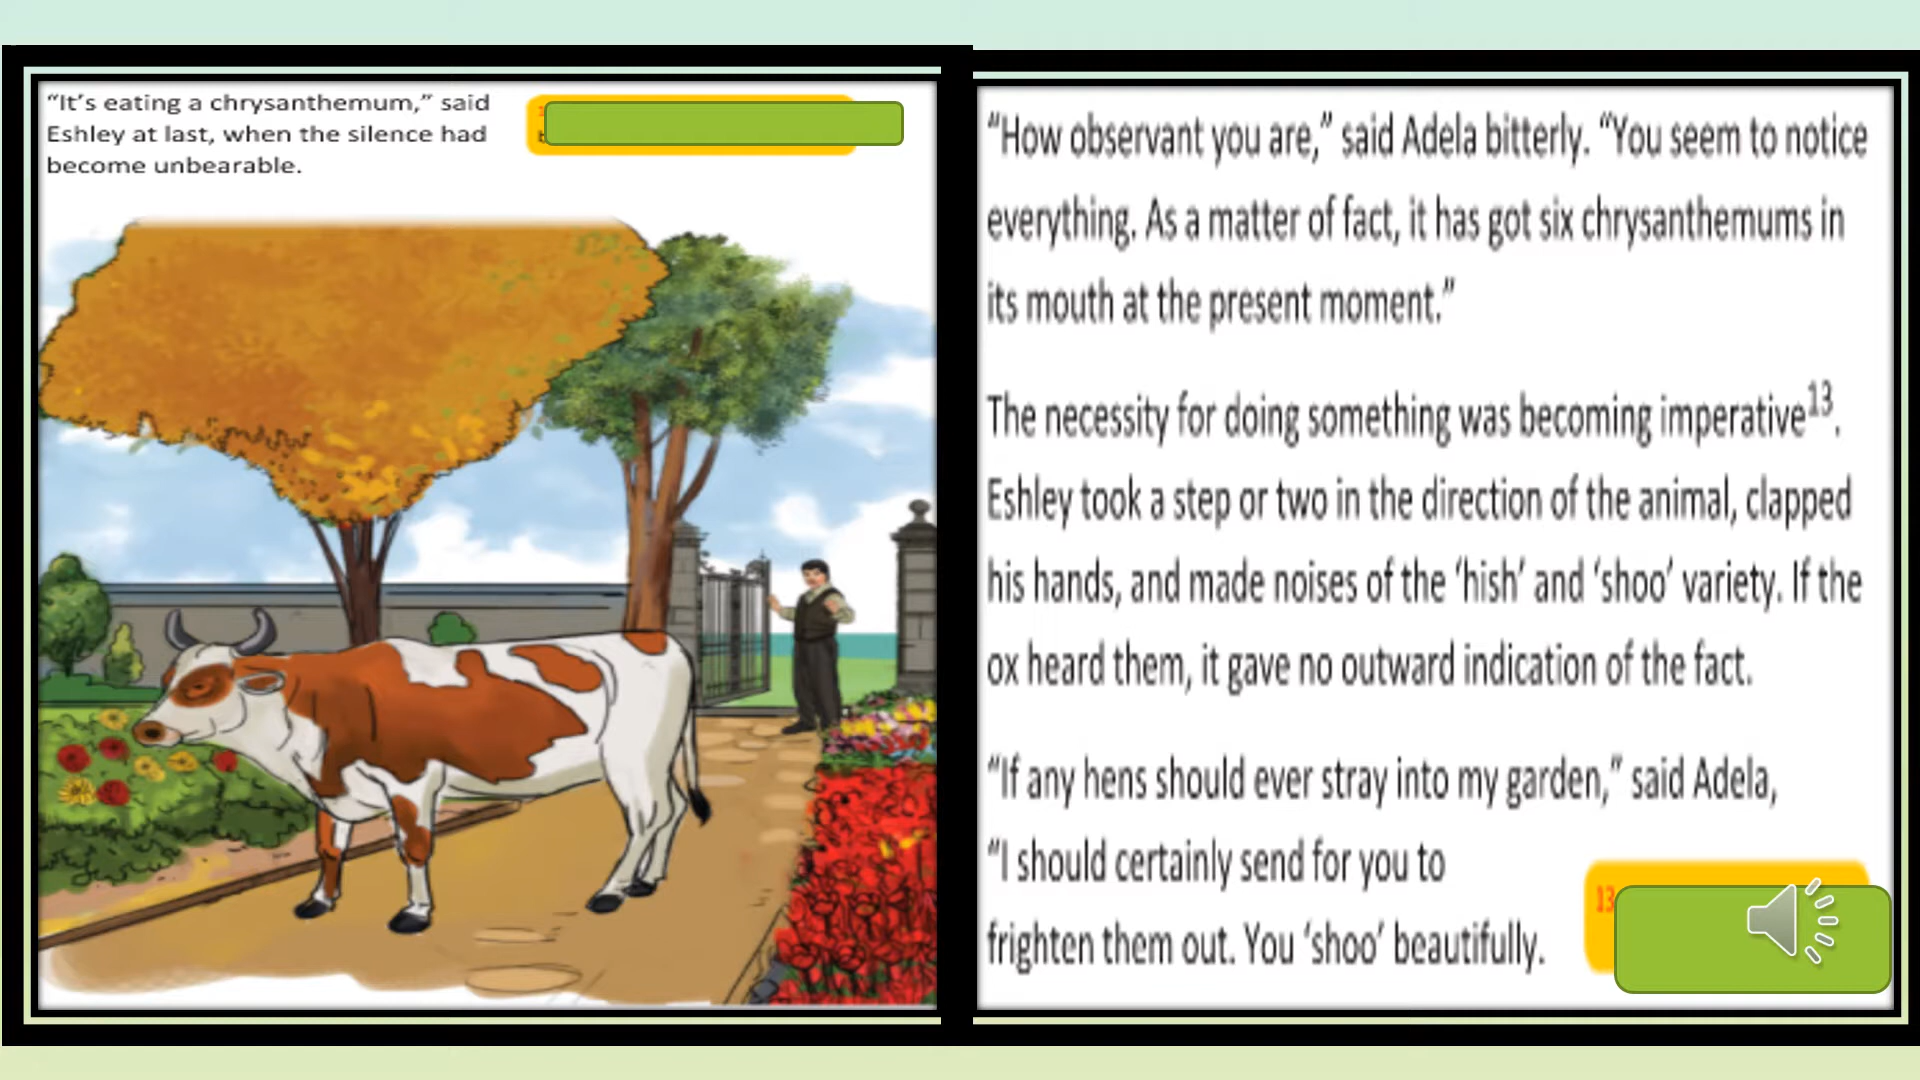 “It’s eating a chrysanthemum,” said
Eshley at last, when the silence had
become unbearable.
“How observant you are,” said Adela bitterly. “You seem to notice
everything. As a matter of fact, it has got six chrysanthemums in
its mouth at the present moment.”
The necessity for doing something was becoming imperative¹³.
Eshley took a step or two in the direction of the animal, clapped
his hands, and made noises of the ‘hish’ and ‘shoo’ variety. If the
ox heard them, it gave no outward indication of the fact.
“If any hens should ever stray into my garden,” said Adela,
“I should certainly send for you to
frighten them out. You ‘shoo’ beautifully.
13